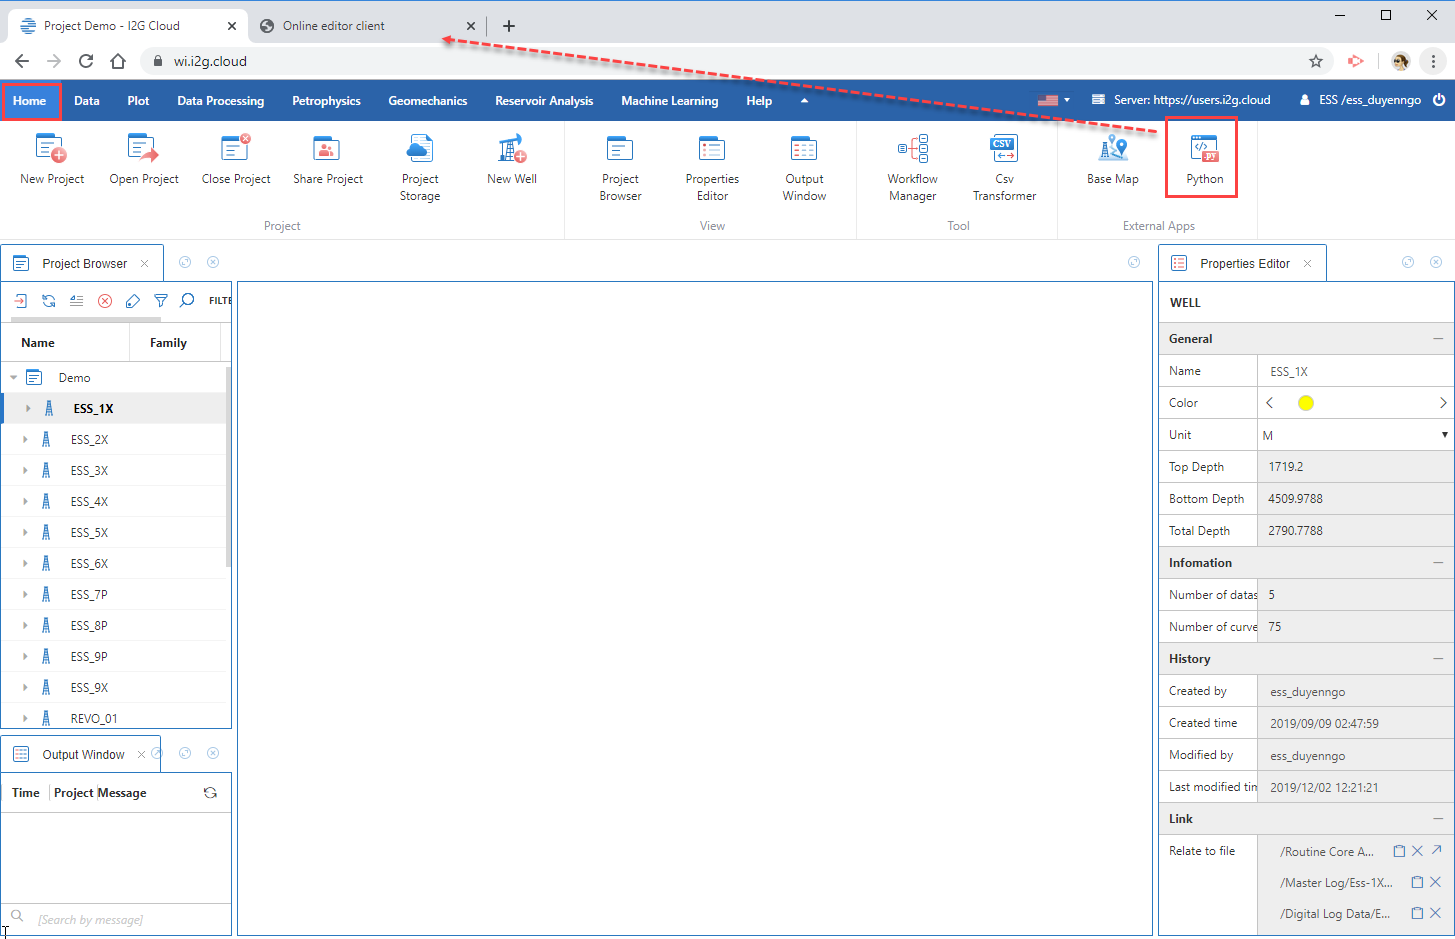 Project Demo - I2G Cloud
Online editor client
wi.i2g.cloud
Home Data Plot Data Processing Petrophysics Geomechanics Reservoir Analysis Machine Learning Help Server: https://users.i2g.cloud ESS /ess_duyenngo
New Project Open Project Close Project Share Project Project Storage New Well Project Browser Properties Editor Output Window Workflow Manager CSV Csv Transformer Base Map .py Python
Project View Tool External Apps
Project Browser
FILTE
Name Family
Demo
ESS_1X
ESS_2X
ESS_3X
ESS_4X
ESS_5X
ESS_6X
ESS_7P
ESS_8P
ESS_9P
ESS_9X
REVO_01
Output Window
Time Project Message
[Search by message]
Properties Editor
WELL
General
Name ESS_1X
Color
Unit M
Top Depth 1719.2
Bottom Depth 4509.9788
Total Depth 2790.7788
Infomation
Number of datas 5
Number of curve 75
History
Created by ess_duyenngo
Created time 2019/09/09 02:47:59
Modified by ess_duyenngo
Last modified tim 2019/12/02 12:21:21
Link
Relate to file /Routine Core A...
/Master Log/Ess-1X...
/Digital Log Data/E...